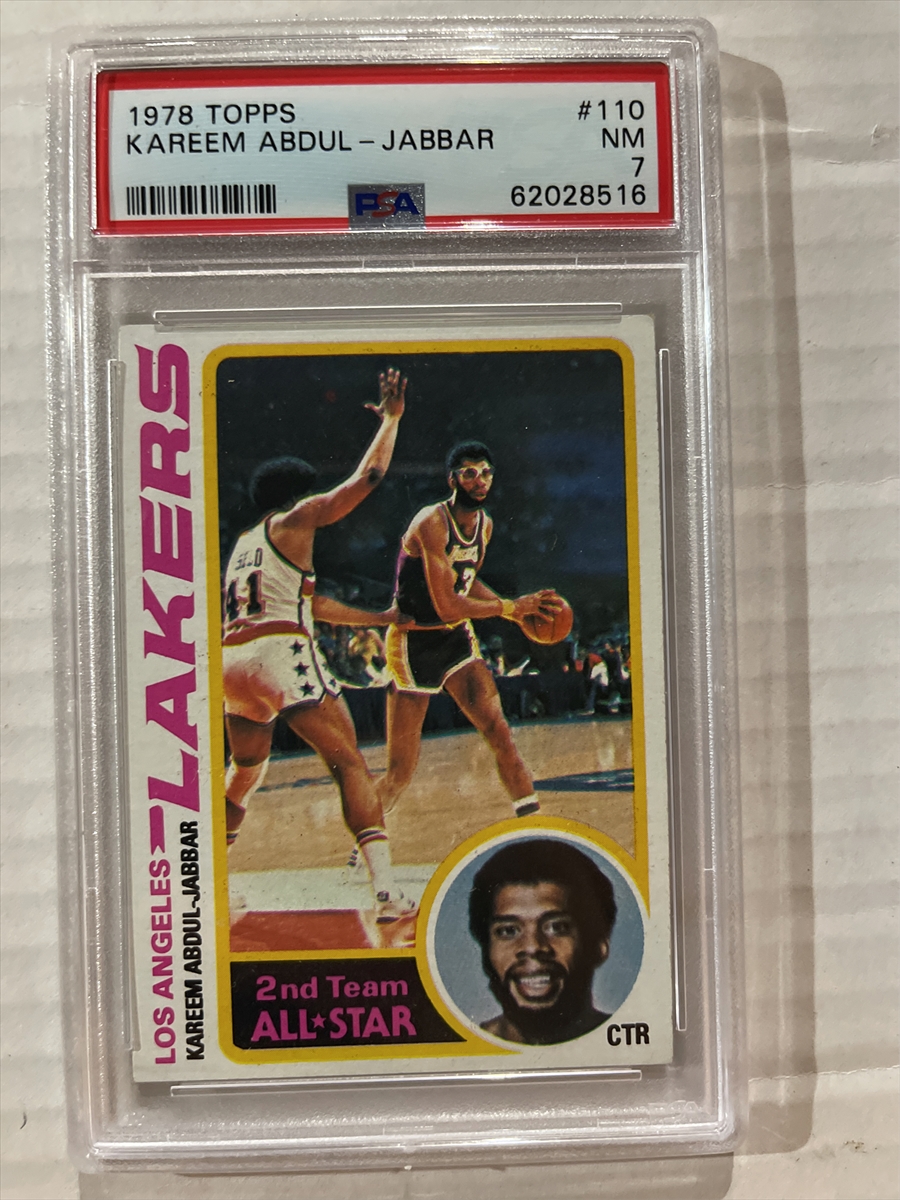 1978 TOPPS #110
KAREEM ABDUL-JABBAR NM
7
PSA 62028516
LOS ANGELES LAKERS
KAREEM ABDUL-JABBAR
41
2nd Team
ALL★STAR
CTR